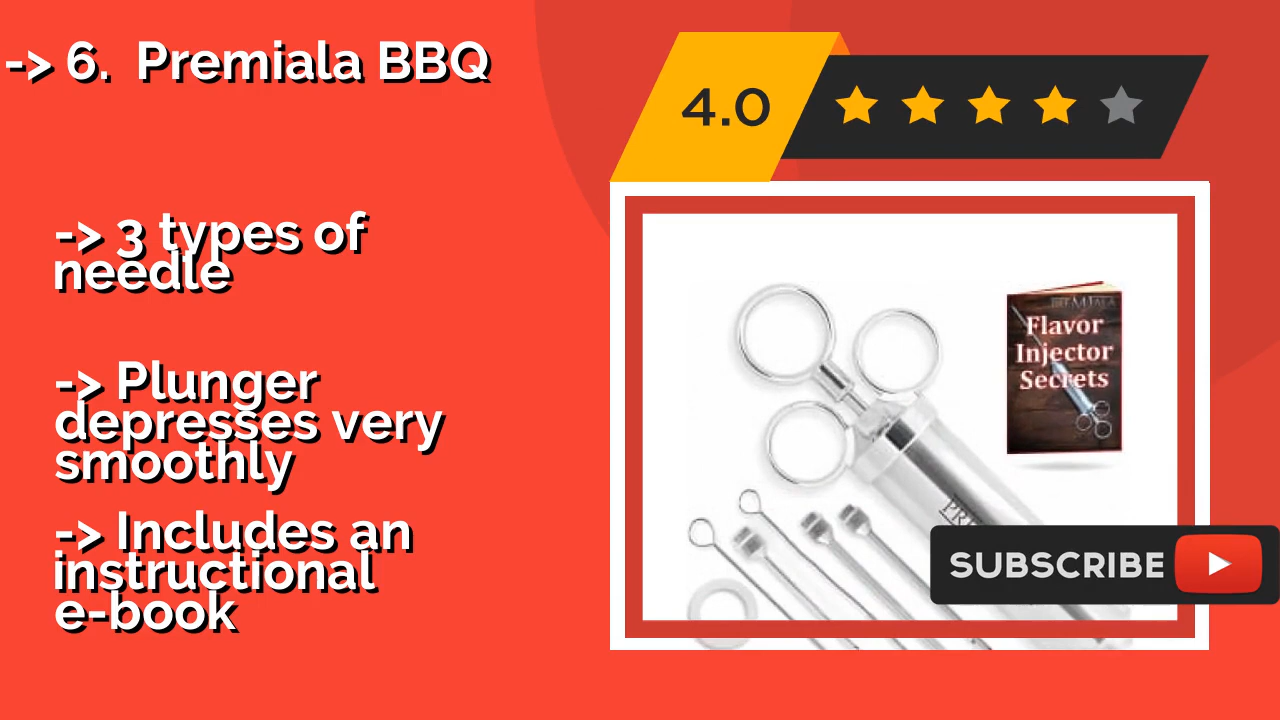 -> 6.  Premiala BBQ
4.0
-> 3 types of
needle
-> Plunger
depresses very
smoothly
-> Includes an
instructional
e-book
PREMIALA
Flavor
Injector
Secrets
SUBSCRIBE